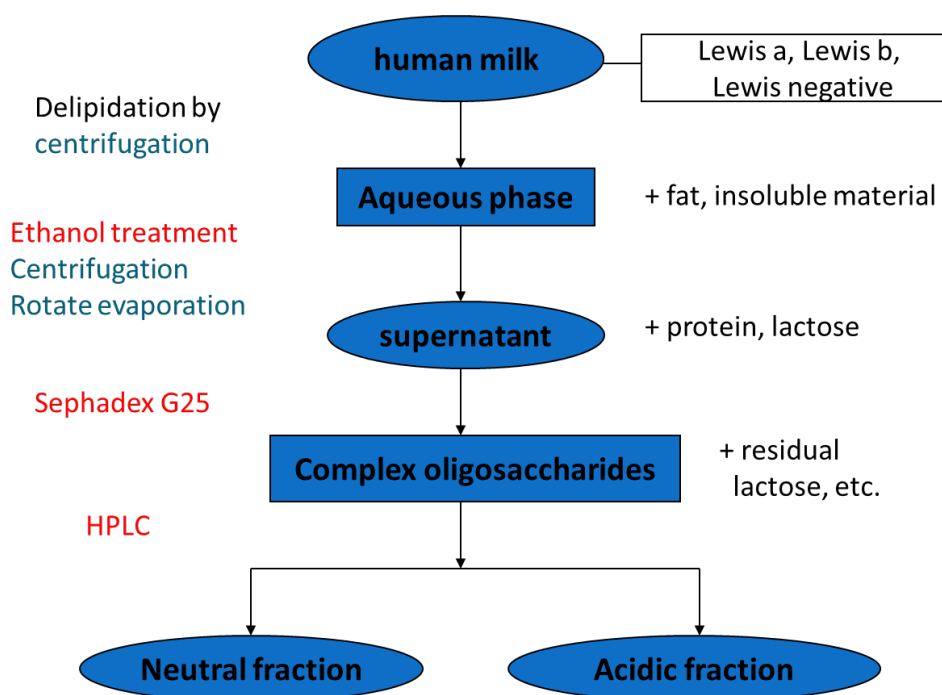 human milk
Lewis a, Lewis b,
Lewis negative
Delipidation by
centrifugation
Aqueous phase
+ fat, insoluble material
Ethanol treatment
Centrifugation
Rotate evaporation
supernatant
+ protein, lactose
Sephadex G25
Complex oligosaccharides
+ residual
lactose, etc.
HPLC
Neutral fraction
Acidic fraction